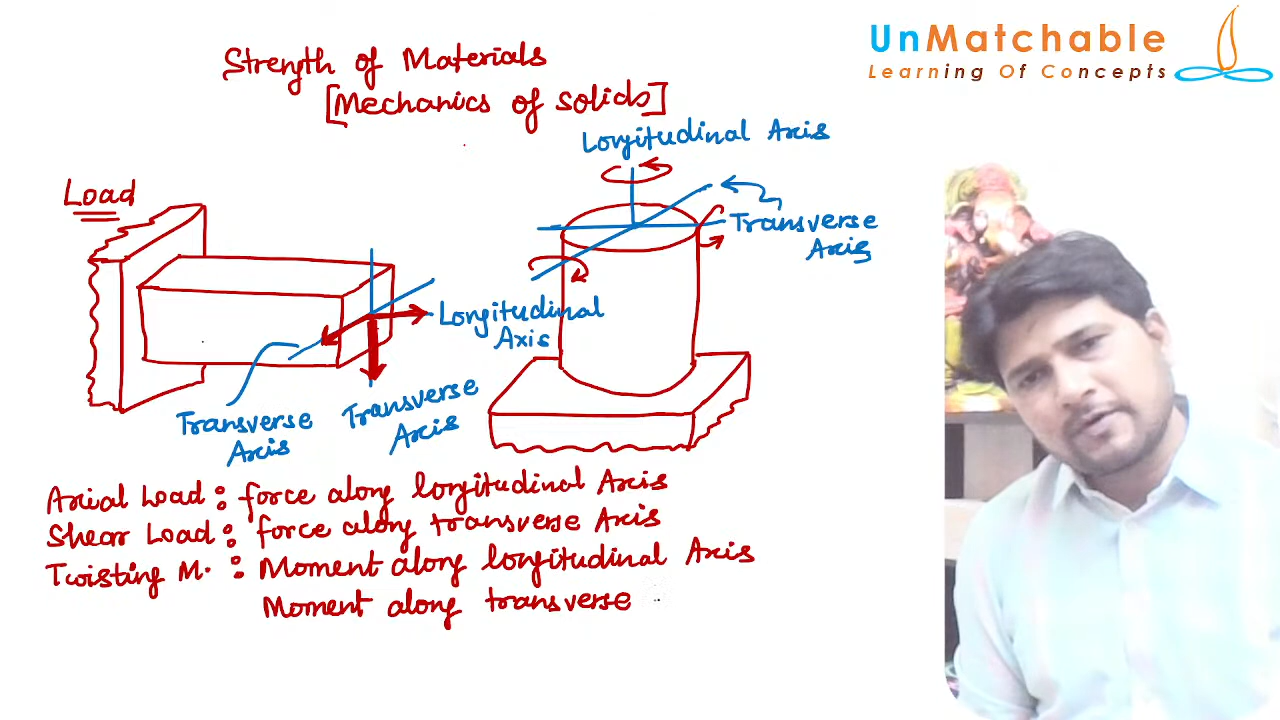 UnMatchable
Learning Of Concepts
Strength of Materials
[Mechanics of solids]
Longitudinal Axis
Load
Transverse
Axis
Longitudinal
Axis
Transverse
Axis
Transverse
Axis
Axial Load : force along longitudinal Axis
Shear Load : force along transverse Axis
Twisting M. : Moment along longitudinal Axis
Moment along transverse